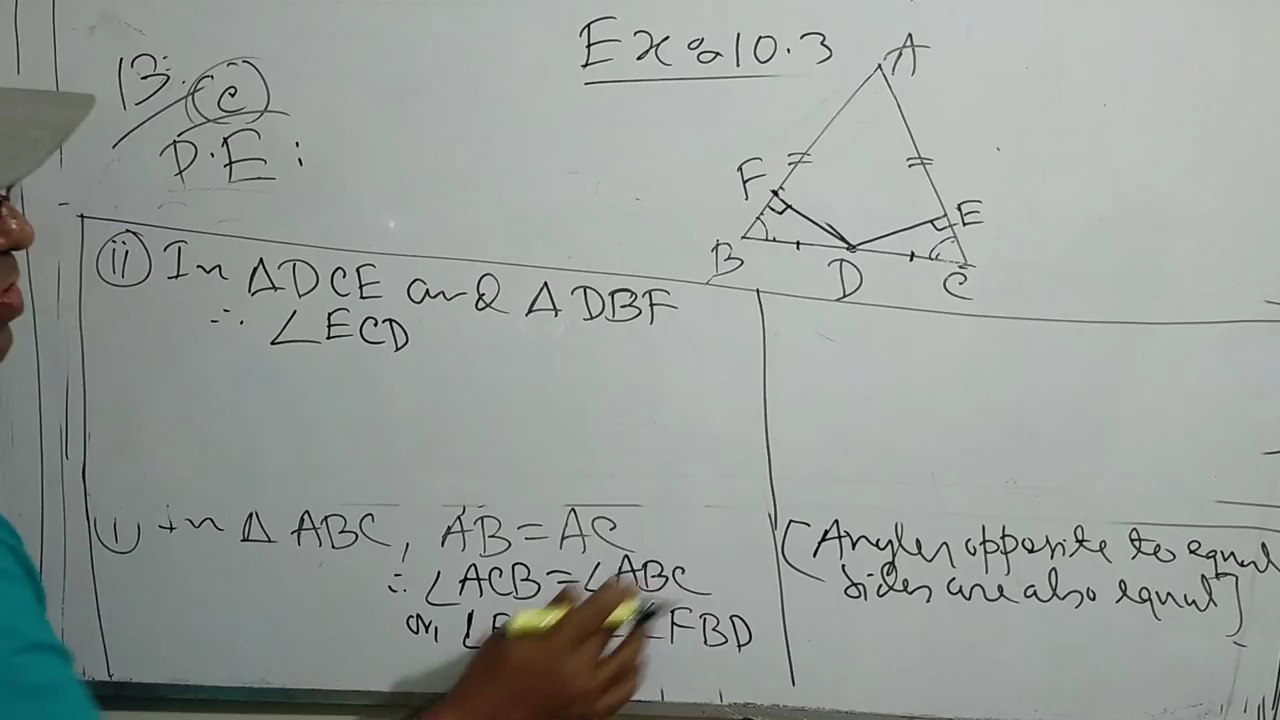 Ex: 10.3
13. (c)
P.E:
A
F
E
B
D
C
(ii) In ΔDCE and ΔDBF
∴ ∠ECD
(i) In Δ ABC, AB = AC
(Angles opposite to equal
∴ ∠ACB = ∠ABC
sides are also equal]
or, ∠ ∠FBD